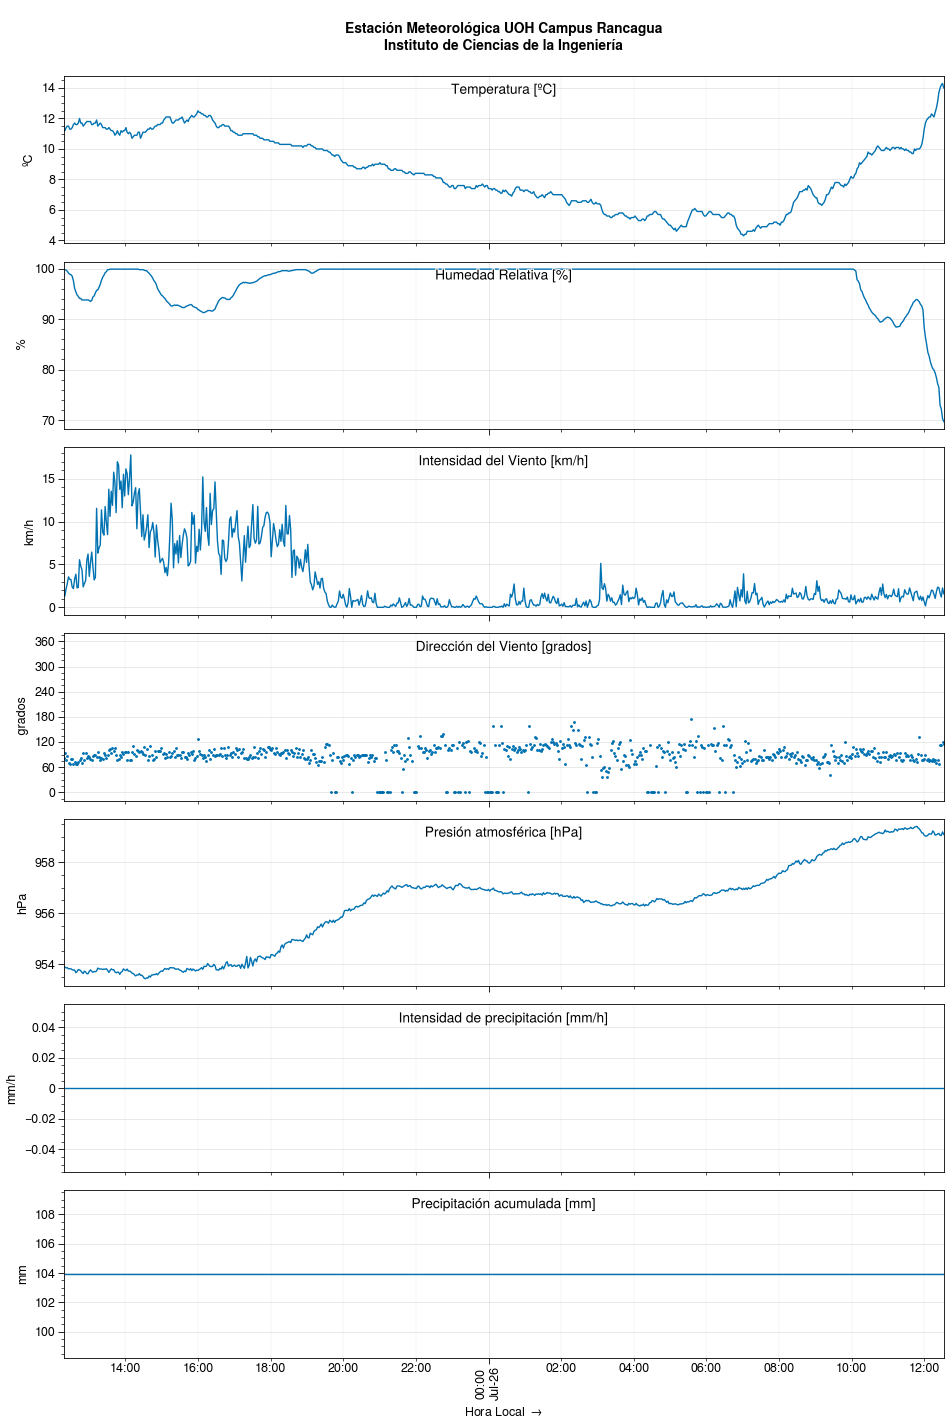 Estación Meteorológica UOH Campus Rancagua
Instituto de Ciencias de la Ingeniería
Temperatura [ºC]
ºC
14
12
10
8
6
4
Humedad Relativa [%]
%
100
90
80
70
Intensidad del Viento [km/h]
km/h
15
10
5
0
Dirección del Viento [grados]
grados
360
300
240
180
120
60
0
Presión atmosférica [hPa]
hPa
958
956
954
Intensidad de precipitación [mm/h]
mm/h
0.04
0.02
0
−0.02
−0.04
Precipitación acumulada [mm]
mm
108
106
104
102
100
14:00 16:00 18:00 20:00 22:00 00:00 02:00 04:00 06:00 08:00 10:00 12:00
Jul-26
Hora Local →